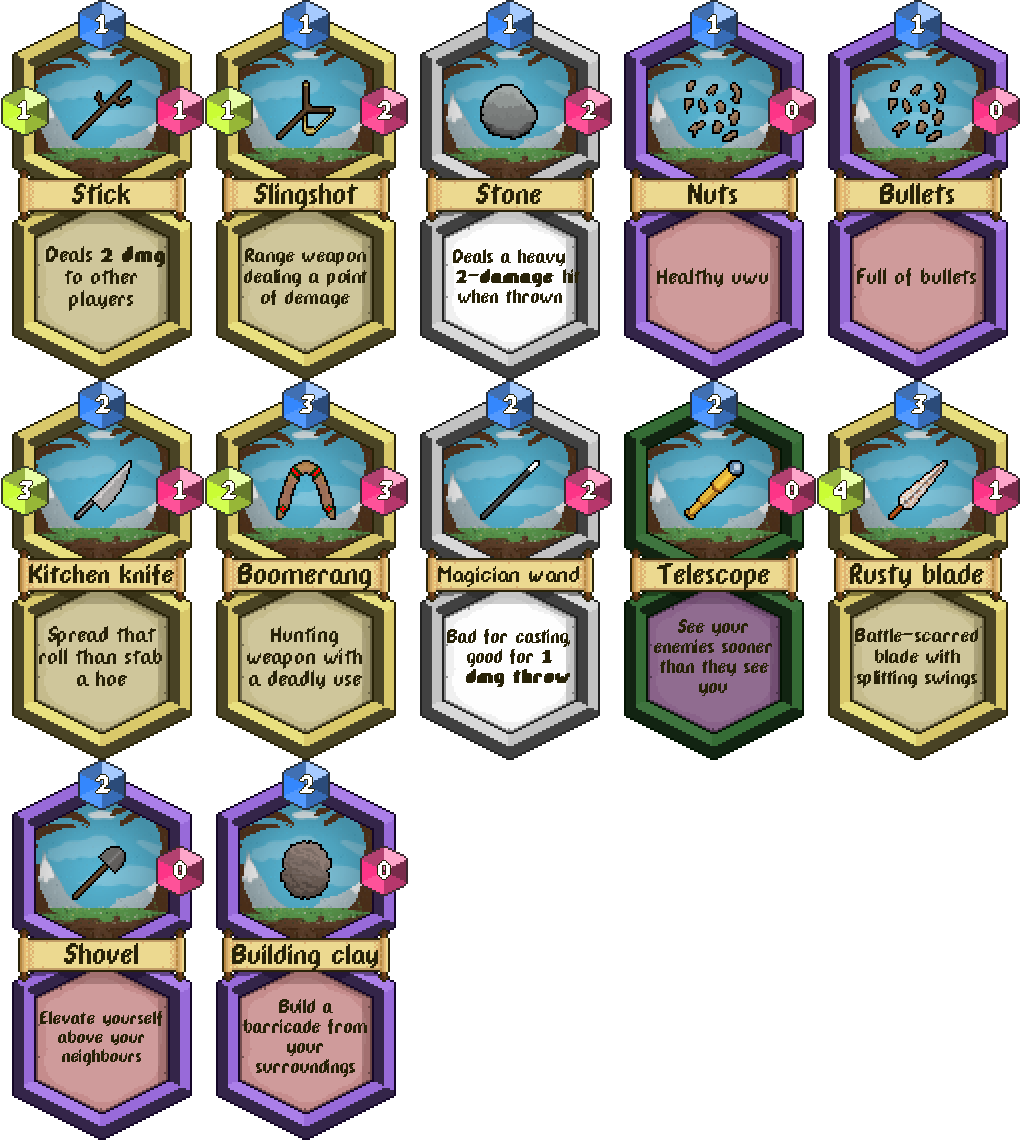 1
1
1
Stick
Deals 2 dmg
to other
players
1
1
2
Slingshot
Range weapon
dealing a point
of demage
1
2
Stone
Deals a heavy
2-damage hit
when thrown
1
0
Nuts
Healthy uwu
1
0
Bullets
Full of bullets
2
3
1
Kitchen knife
Spread that
roll than stab
a hoe
3
2
3
Boomerang
Hunting
weapon with
a deadly use
2
2
Magician wand
Bad for casting,
good for 1
dmg throw
2
0
Telescope
See your
enemies sooner
than they see
you
3
4
1
Rusty blade
Battle-scarred
blade with
splitting swings
2
0
Shovel
Elevate yourself
above your
neighbours
2
0
Building clay
Build a
barricade from
your
surroundings